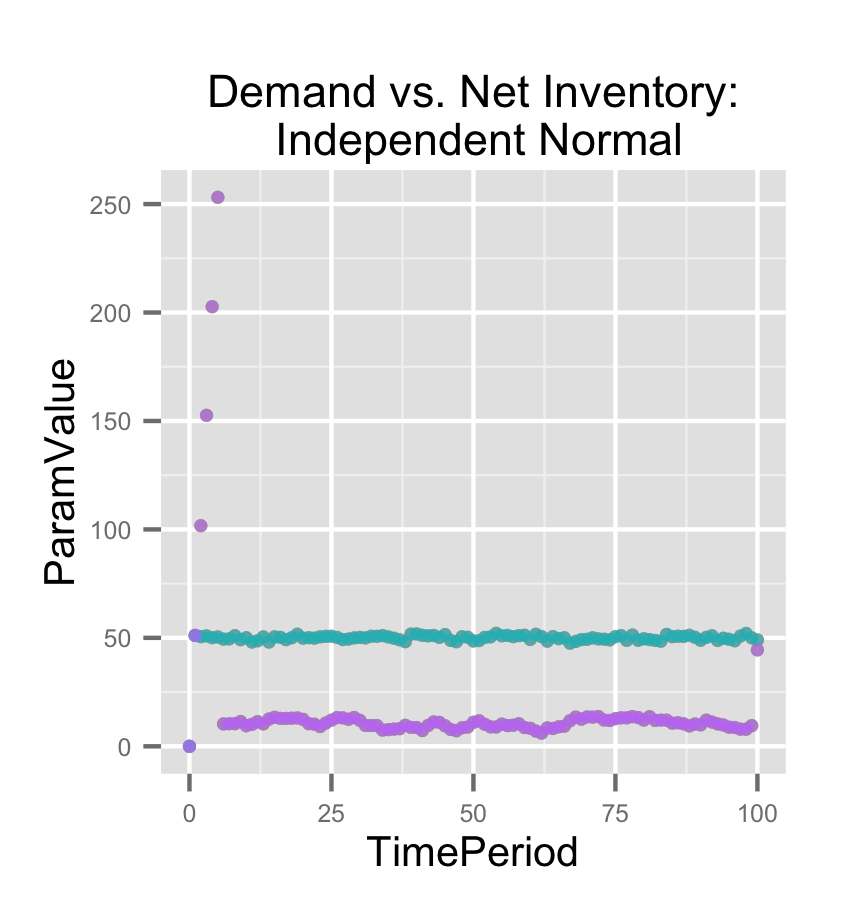 Demand vs. Net Inventory:
Independent Normal
250
200
150
100
50
0
ParamValue
0 25 50 75 100
TimePeriod